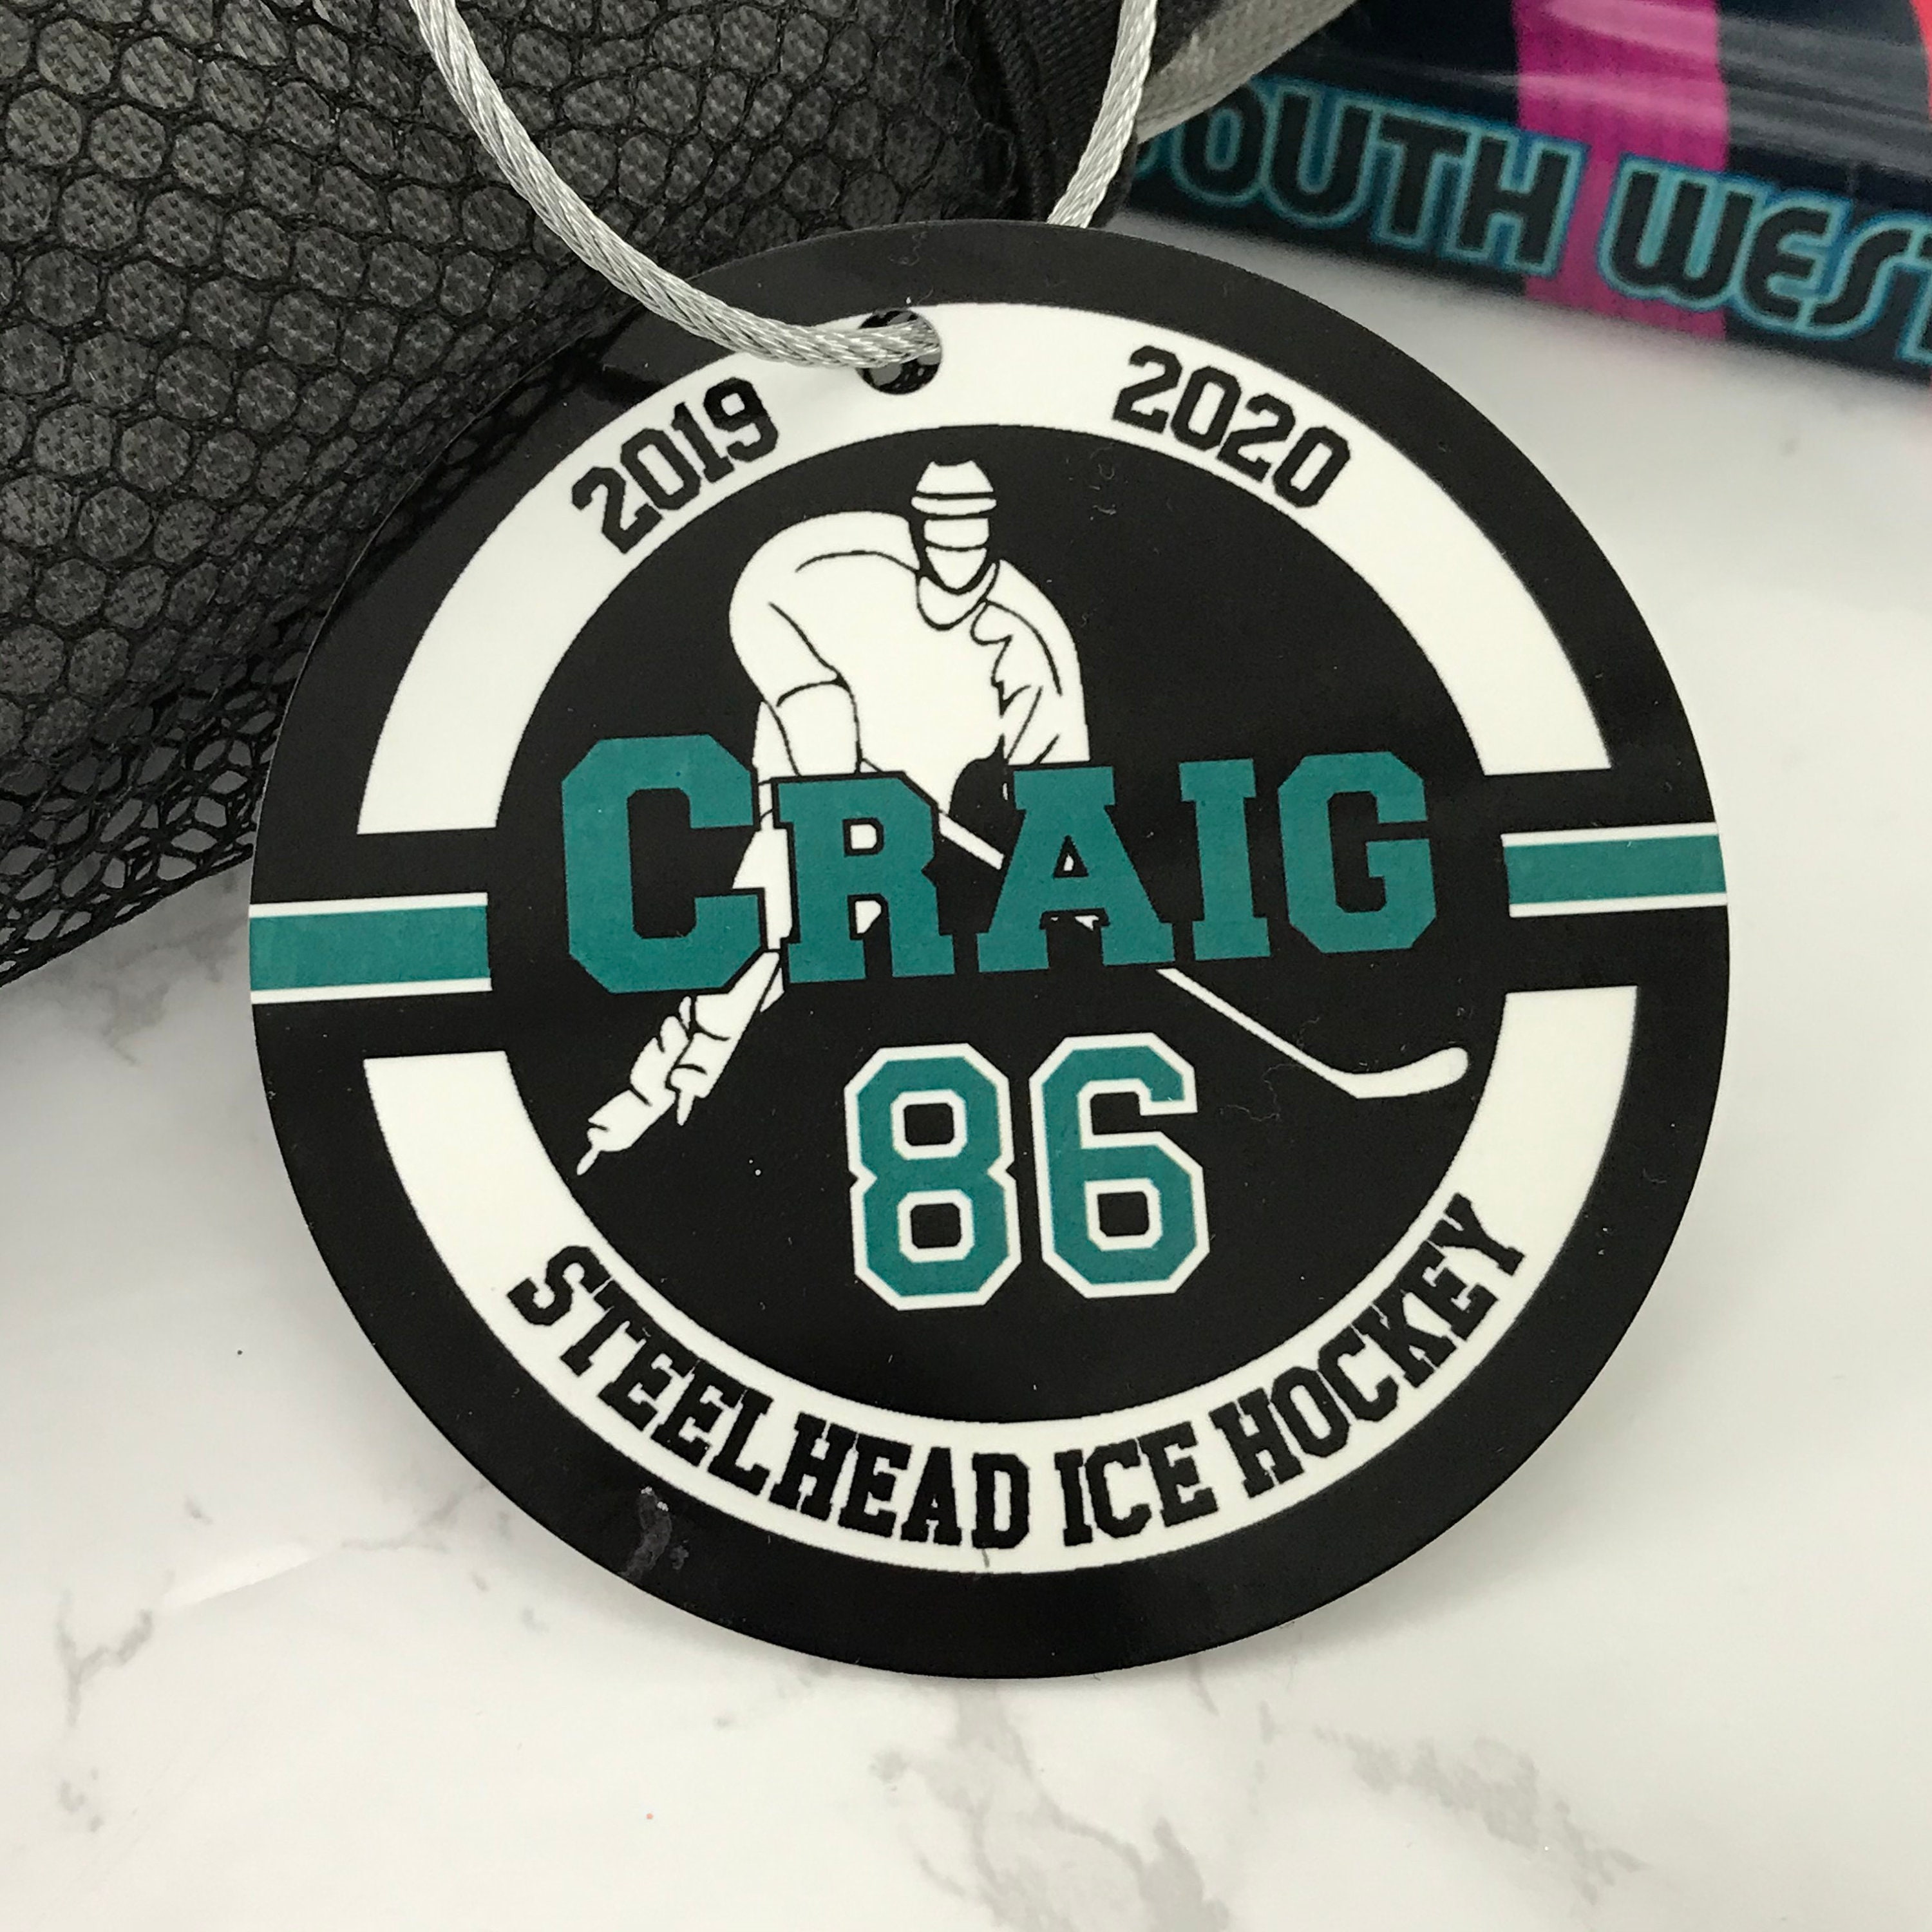 OUTH WEST
2019 2020
CRAIG
86
STEELHEAD ICE HOCKEY